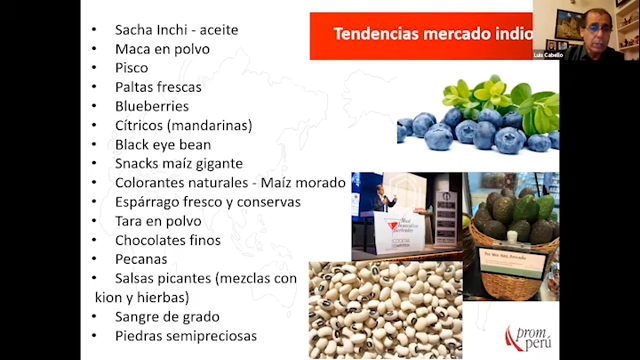 Tendencias mercado indio
Luis Cabello
• Sacha Inchi - aceite
• Maca en polvo
• Pisco
• Paltas frescas
• Blueberries
• Cítricos (mandarinas)
• Black eye bean
• Snacks maíz gigante
• Colorantes naturales - Maíz morado
• Espárrago fresco y conservas
• Tara en polvo
• Chocolates finos
• Pecanas
• Salsas picantes (mezclas con
kion y hierbas)
• Sangre de grado
• Piedras semipreciosas
prom
perú